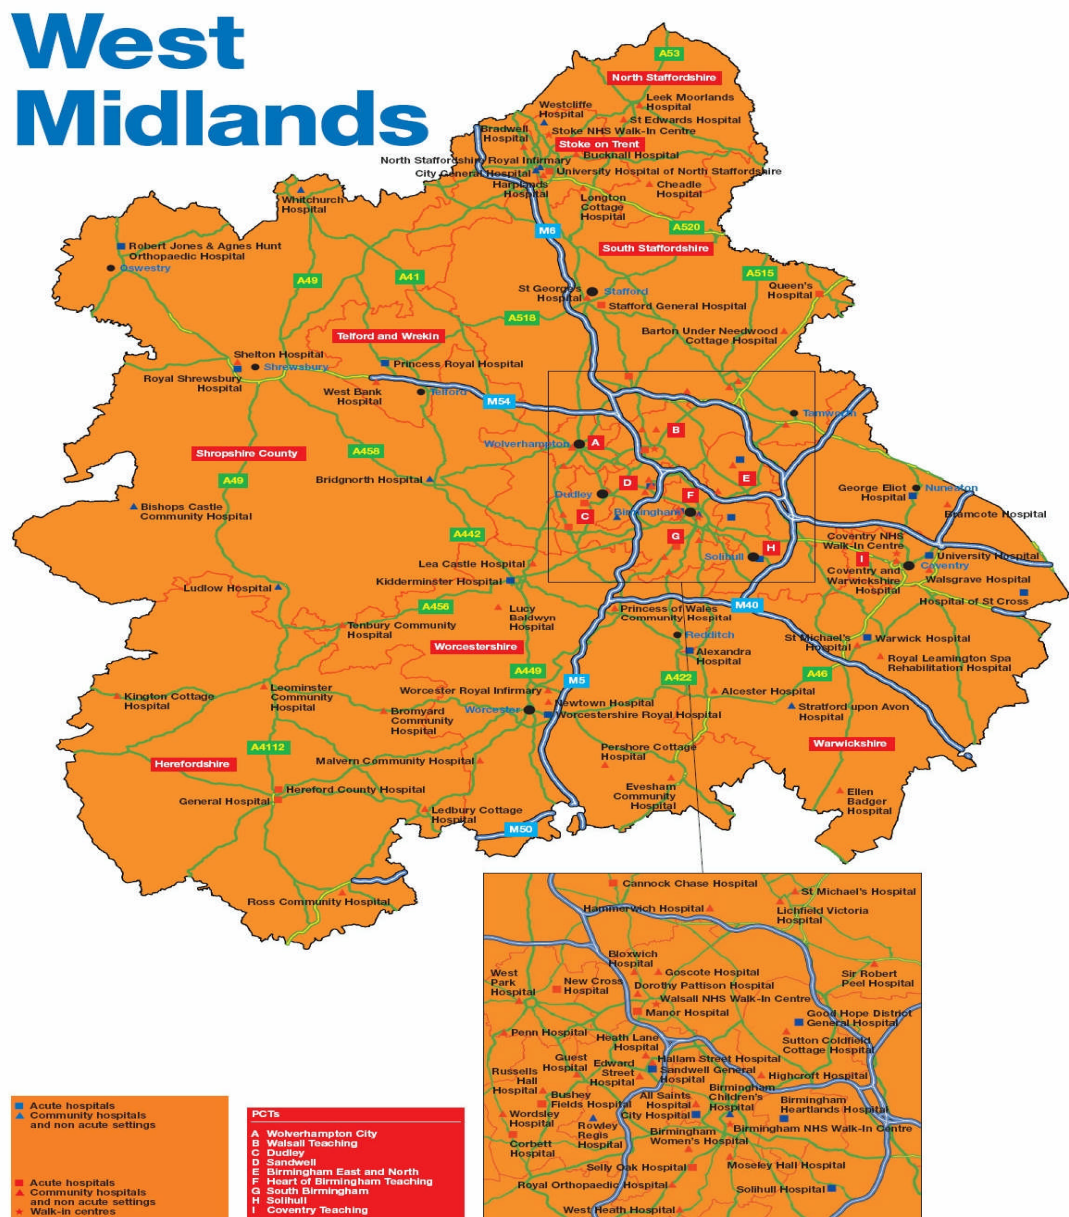 West
Midlands
A53
North Staffordshire
Leek Moorlands
Hospital
Westcliffe
Hospital
St Edwards Hospital
Bradwell
Hospital
Stoke NHS Walk-In Centre
Stoke on Trent
Bucknall Hospital
North Staffordshire Royal Infirmary
City General Hospital
University Hospital of North Staffordshire
Harplands
Hospital
Cheadle
Hospital
Longton
Cottage
Hospital
Whitchurch
Hospital
M6
A520
South Staffordshire
Robert Jones & Agnes Hunt
Orthopaedic Hospital
Oswestry
A49
A41
A515
St George's
Hospital
Stafford
Queen's
Hospital
Stafford General Hospital
A518
Telford and Wrekin
Barton Under Needwood
Cottage Hospital
Shelton Hospital
Shrewsbury
Princess Royal Hospital
Royal Shrewsbury
Hospital
West Bank
Hospital
Telford
M54
Tamworth
B
Wolverhampton
A
Shropshire County
A458
A49
Bridgnorth Hospital
D
E
Dudley
F
George Eliot
Hospital
Nuneaton
Bishops Castle
Community Hospital
C
Birmingham
Bramcote Hospital
A442
G
H
Solihull
Coventry NHS
Walk-In Centre
I
University Hospital
Coventry
Coventry and
Warwickshire
Hospital
Walsgrave Hospital
Hospital of St Cross
Lea Castle Hospital
Kidderminster Hospital
Ludlow Hospital
A456
Lucy
Baldwyn
Hospital
Princess of Wales
Community Hospital
M40
Tenbury Community
Hospital
Redditch
St Michael's
Hospital
Warwick Hospital
Worcestershire
Alexandra
Hospital
Royal Leamington Spa
Rehabilitation Hospital
A449
M5
A422
A46
Kington Cottage
Hospital
Leominster
Community
Hospital
Worcester Royal Infirmary
Alcester Hospital
Newtown Hospital
Worcester
Worcestershire Royal Hospital
Bromyard
Community
Hospital
Stratford upon Avon
Hospital
A4112
Herefordshire
Malvern Community Hospital
Pershore Cottage
Hospital
Warwickshire
Hereford County Hospital
General Hospital
Evesham
Community
Hospital
Ellen
Badger
Hospital
Ledbury Cottage
Hospital
M50
Ross Community Hospital
Cannock Chase Hospital
St Michael's Hospital
Hammerwich Hospital
Lichfield Victoria
Hospital
Bloxwich
Hospital
West
Park
Hospital
New Cross
Hospital
Goscote Hospital
Dorothy Pattison Hospital
Walsall NHS Walk-In Centre
Manor Hospital
Sir Robert
Peel Hospital
Good Hope District
General Hospital
Penn Hospital
Heath Lane
Hospital
Sutton Coldfield
Cottage Hospital
Guest
Hospital
Edward
Street
Hospital
Hallam Street Hospital
Sandwell General
Hospital
Highcroft Hospital
Russells
Hall
Hospital
Bushey
Fields Hospital
All Saints
Hospital
City Hospital
Birmingham
Children's
Hospital
Birmingham
Heartlands Hospital
Wordsley
Hospital
Rowley
Regis
Hospital
Birmingham NHS Walk-In Centre
Birmingham
Women's Hospital
Corbett
Hospital
Selly Oak Hospital
Moseley Hall Hospital
Royal Orthopaedic Hospital
Solihull Hospital
West Heath Hospital
Acute hospitals
Community hospitals
and non acute settings
Acute hospitals
Community hospitals
and non acute settings
Walk-in centres
PCTs
A Wolverhampton City
B Walsall Teaching
C Dudley
D Sandwell
E Birmingham East and North
F Heart of Birmingham Teaching
G South Birmingham
H Solihull
I Coventry Teaching